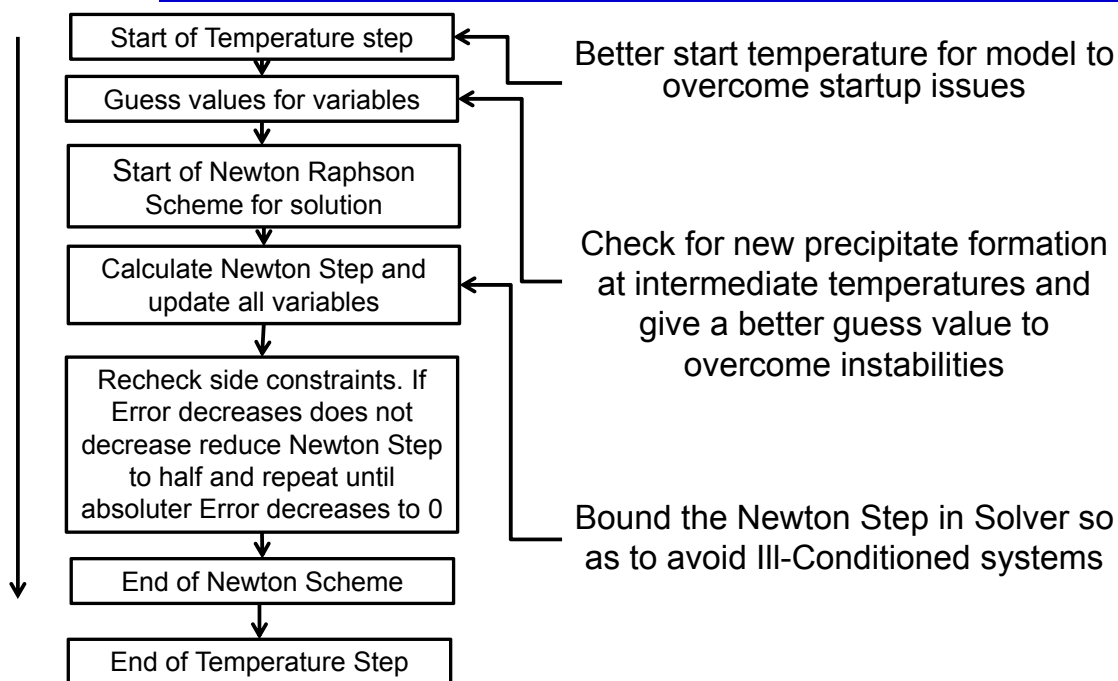 Start of Temperature step
Guess values for variables
Start of Newton Raphson
Scheme for solution
Calculate Newton Step and
update all variables
Recheck side constraints. If
Error decreases does not
decrease reduce Newton Step
to half and repeat until
absoluter Error decreases to 0
End of Newton Scheme
End of Temperature Step
Better start temperature for model to
overcome startup issues
Check for new precipitate formation
at intermediate temperatures and
give a better guess value to
overcome instabilities
Bound the Newton Step in Solver so
as to avoid Ill-Conditioned systems